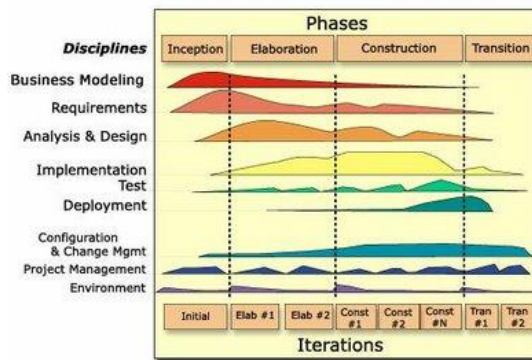 Phases
Disciplines Inception Elaboration Construction Transition
Business Modeling
Requirements
Analysis & Design
Implementation
Test
Deployment
Configuration
& Change Mgmt
Project Management
Environment
Initial Elab #1 Elab #2 Const #1 Const #2 Const #N Tran #1 Tran #2
Iterations